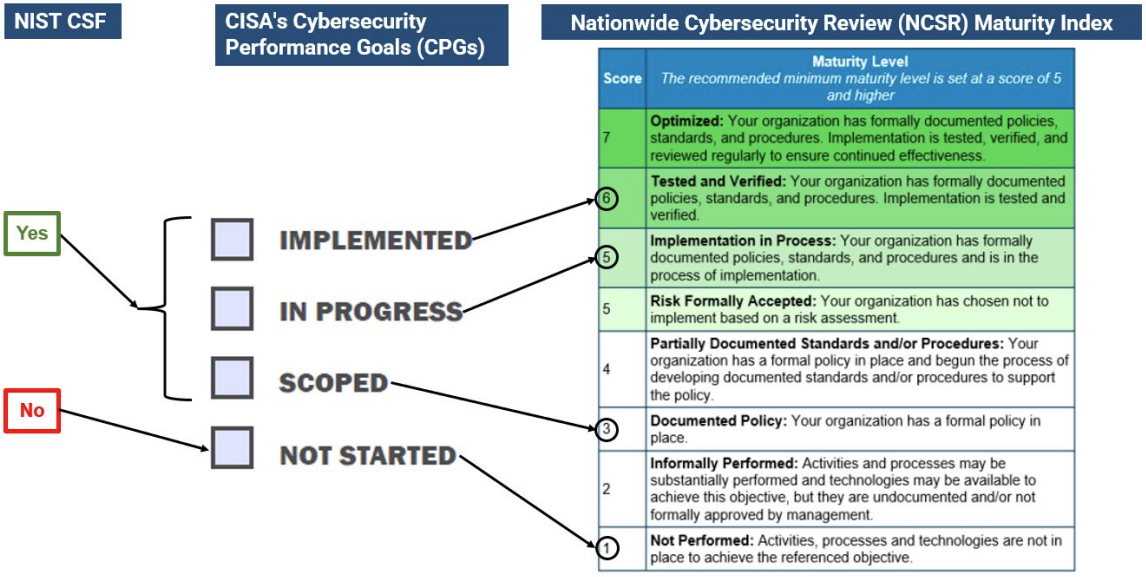 NIST CSF
CISA's Cybersecurity
Performance Goals (CPGs)
Nationwide Cybersecurity Review (NCSR) Maturity Index
Yes
No
IMPLEMENTED
IN PROGRESS
SCOPED
NOT STARTED
Score
Maturity Level
The recommended minimum maturity level is set at a score of 5
and higher
7
Optimized: Your organization has formally documented policies,
standards, and procedures. Implementation is tested, verified, and
reviewed regularly to ensure continued effectiveness.
6
Tested and Verified: Your organization has formally documented
policies, standards, and procedures. Implementation is tested and
verified.
5
Implementation in Process: Your organization has formally
documented policies, standards, and procedures and is in the
process of implementation.
5
Risk Formally Accepted: Your organization has chosen not to
implement based on a risk assessment.
4
Partially Documented Standards and/or Procedures: Your
organization has a formal policy in place and begun the process of
developing documented standards and/or procedures to support
the policy.
3
Documented Policy: Your organization has a formal policy in
place.
2
Informally Performed: Activities and processes may be
substantially performed and technologies may be available to
achieve this objective, but they are undocumented and/or not
formally approved by management.
1
Not Performed: Activities, processes and technologies are not in
place to achieve the referenced objective.